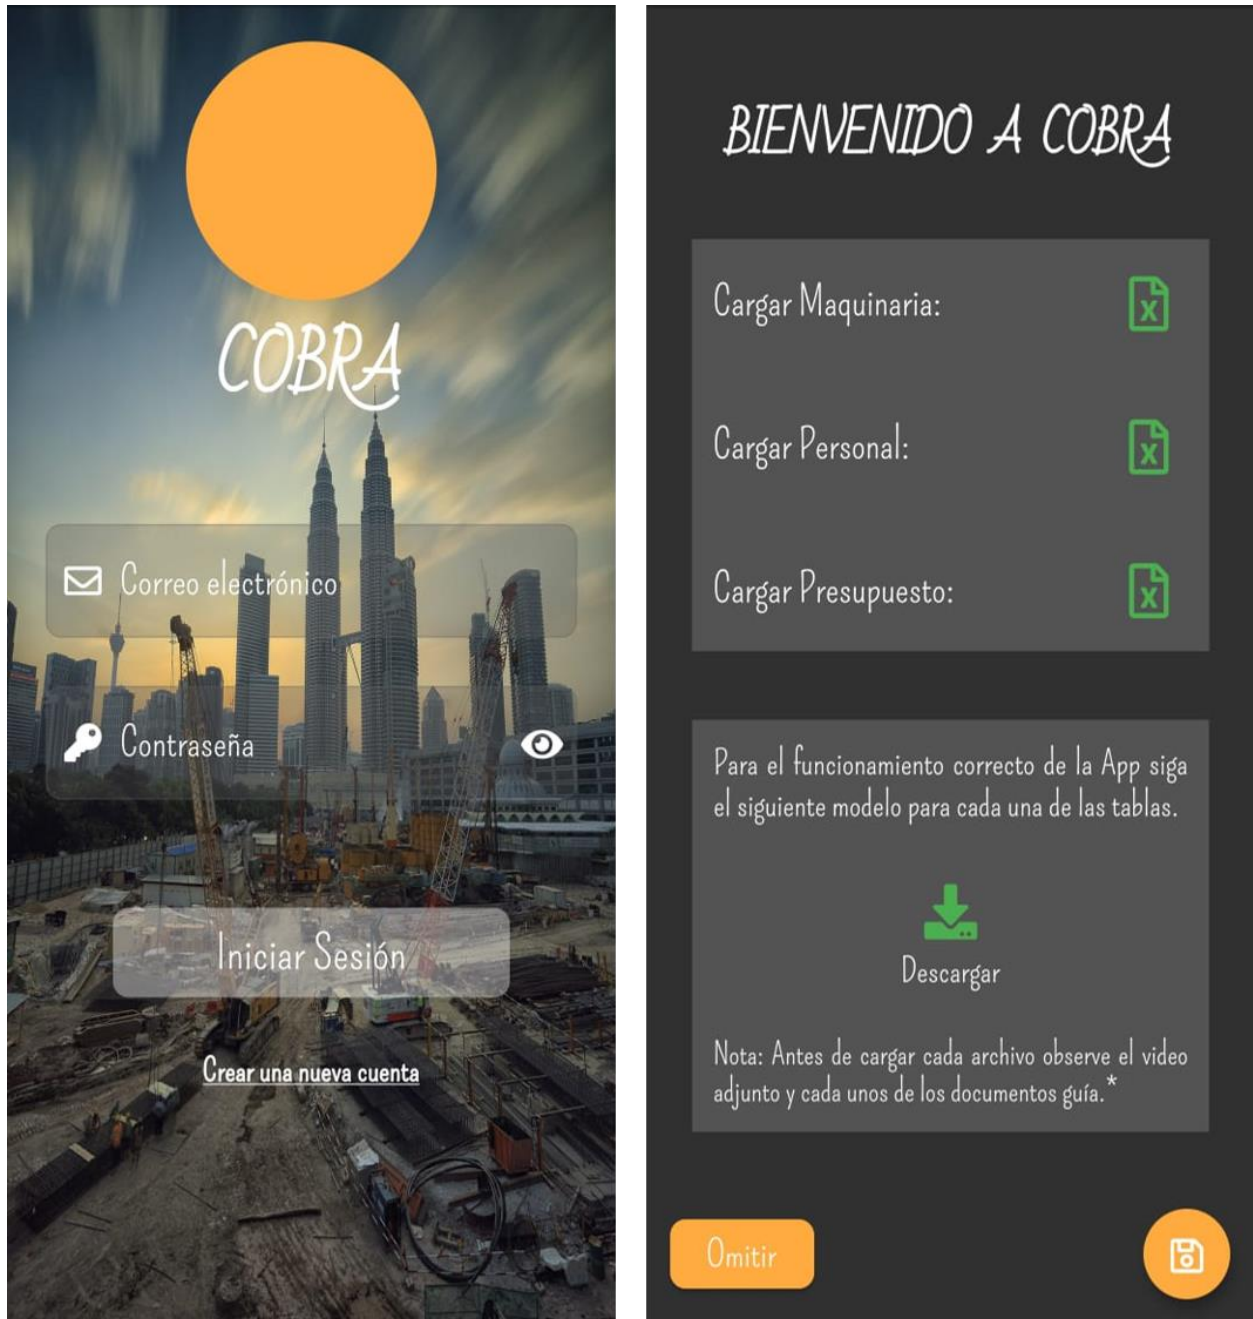 COBRA
Correo electrónico
Contraseña
Iniciar Sesión
Crear una nueva cuenta
BIENVENIDO A COBRA
Cargar Maquinaria:
Cargar Personal:
Cargar Presupuesto:
Para el funcionamiento correcto de la App siga
el siguiente modelo para cada una de las tablas.
Descargar
Nota: Antes de cargar cada archivo observe el video
adjunto y cada unos de los documentos guía.*
Omitir